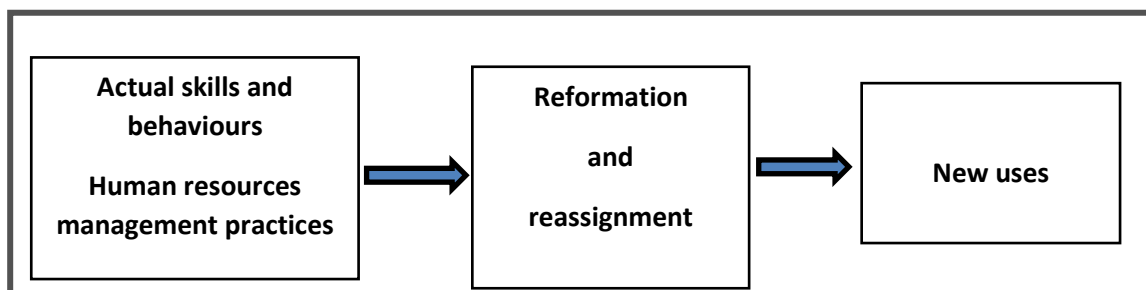 Actual skills and
behaviours
Human resources
management practices
Reformation
and
reassignment
New uses